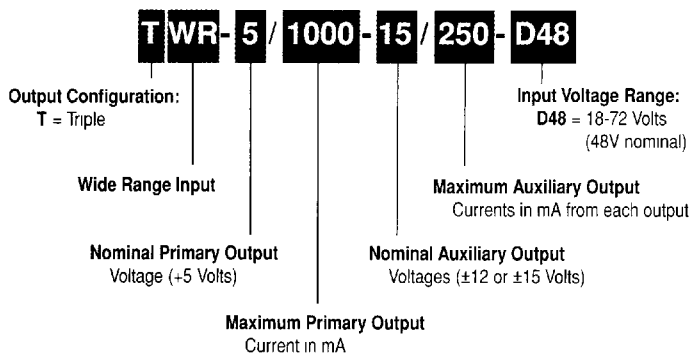 TWR-5/1000-15/250-D48
Output Configuration:
T = Triple
Input Voltage Range:
D48 = 18-72 Volts
(48V nominal)
Wide Range Input
Maximum Auxiliary Output
Currents in mA from each output
Nominal Primary Output
Voltage (+5 Volts)
Nominal Auxiliary Output
Voltages (±12 or ±15 Volts)
Maximum Primary Output
Current in mA